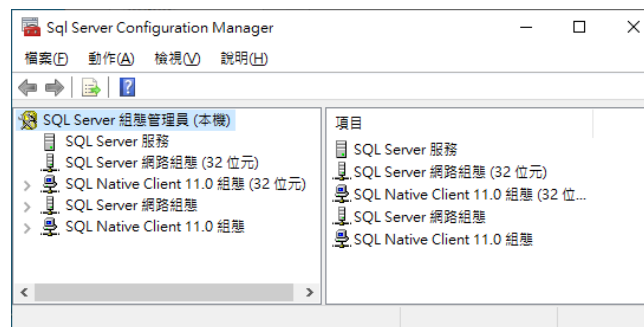 Sql Server Configuration Manager
檔案(F) 動作(A) 檢視(V) 說明(H)
SQL Server 組態管理員 (本機)
SQL Server 服務
SQL Server 網路組態 (32 位元)
SQL Native Client 11.0 組態 (32 位元)
SQL Server 網路組態
SQL Native Client 11.0 組態
項目
SQL Server 服務
SQL Server 網路組態 (32 位元)
SQL Native Client 11.0 組態 (32 位...
SQL Server 網路組態
SQL Native Client 11.0 組態